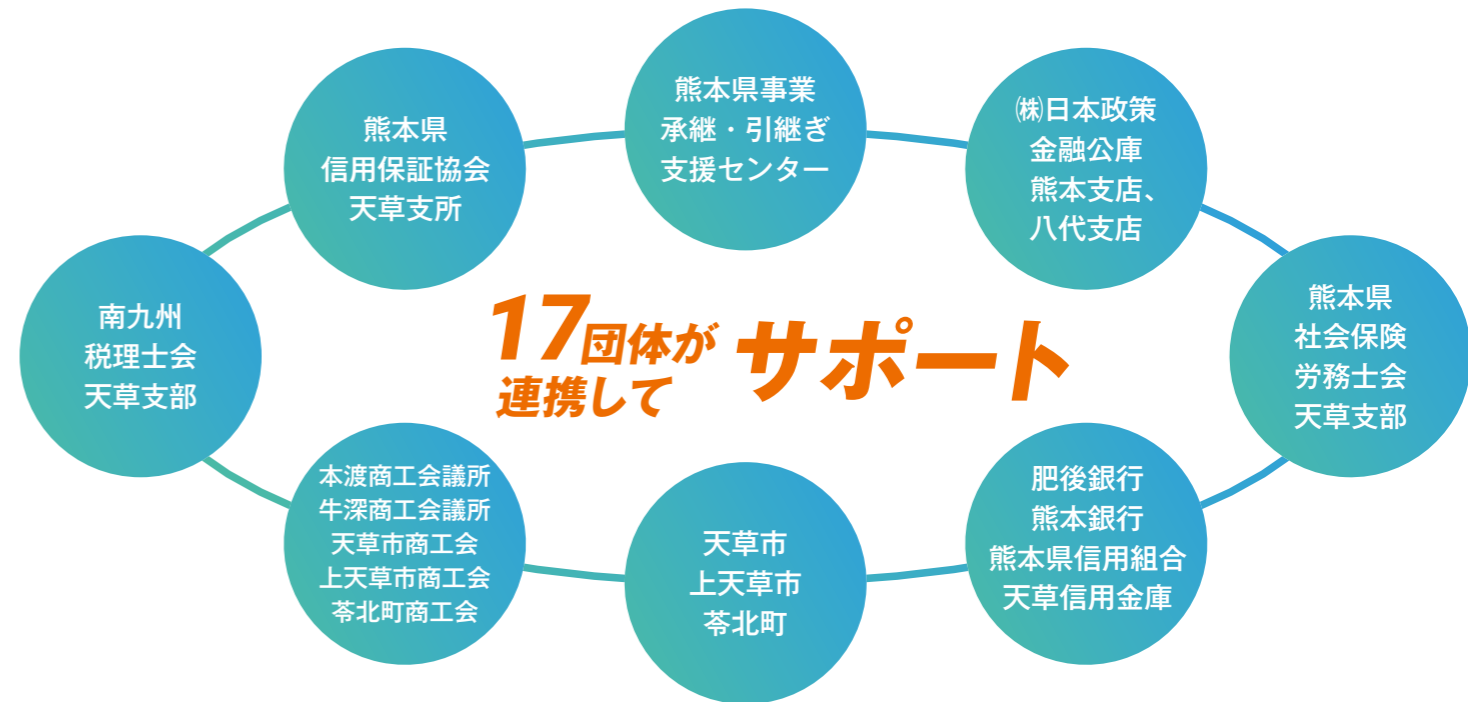 熊本県事業
承継・引継ぎ
支援センター
熊本県
信用保証協会
天草支所
㈱日本政策
金融公庫
熊本支店、
八代支店
南九州
税理士会
天草支部
17団体が
連携して
サポート
熊本県
社会保険
労務士会
天草支部
本渡商工会議所
牛深商工会議所
天草市商工会
上天草市商工会
苓北町商工会
天草市
上天草市
苓北町
肥後銀行
熊本銀行
熊本県信用組合
天草信用金庫